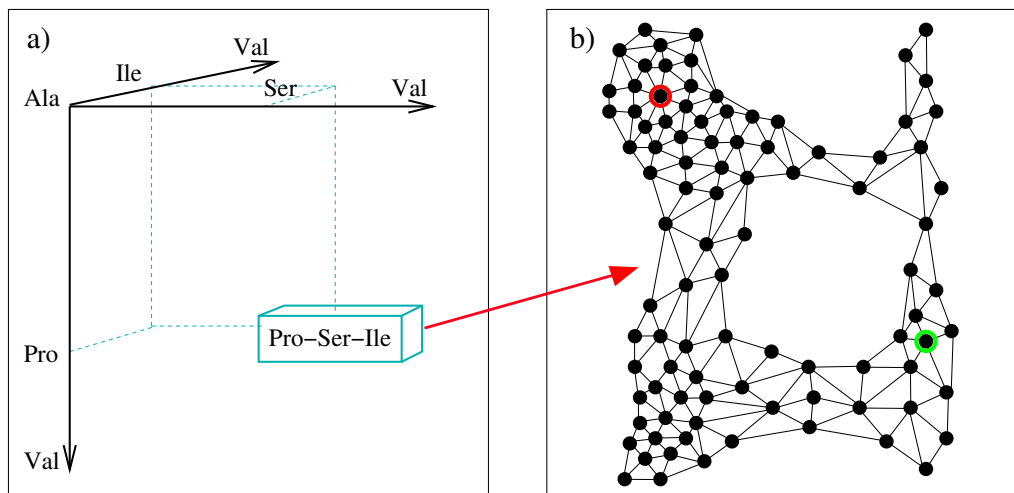 a)
Val
Ile
Ser
Ala
Val
Pro−Ser−Ile
Pro
Val
b)